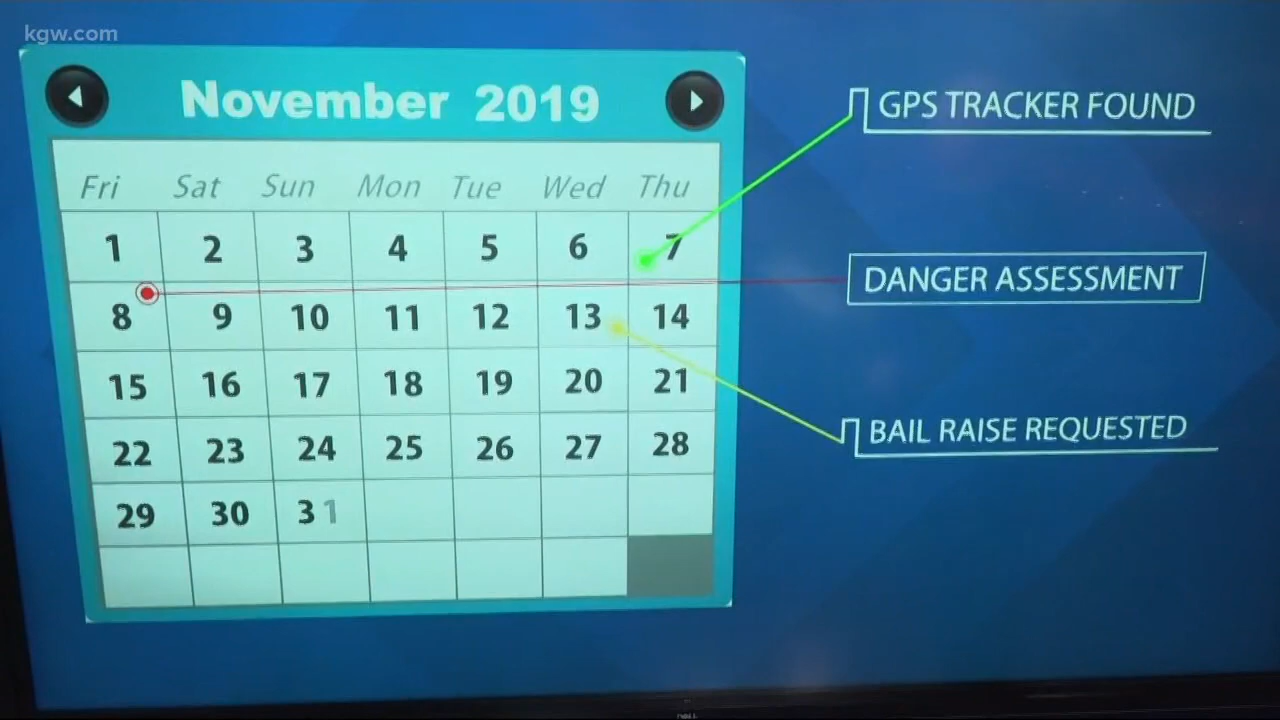 kgw.com
November 2019
Fri Sat Sun Mon Tue Wed Thu
1 2 3 4 5 6 7
8 9 10 11 12 13 14
15 16 17 18 19 20 21
22 23 24 25 26 27 28
29 30 31
GPS TRACKER FOUND
DANGER ASSESSMENT
BAIL RAISE REQUESTED